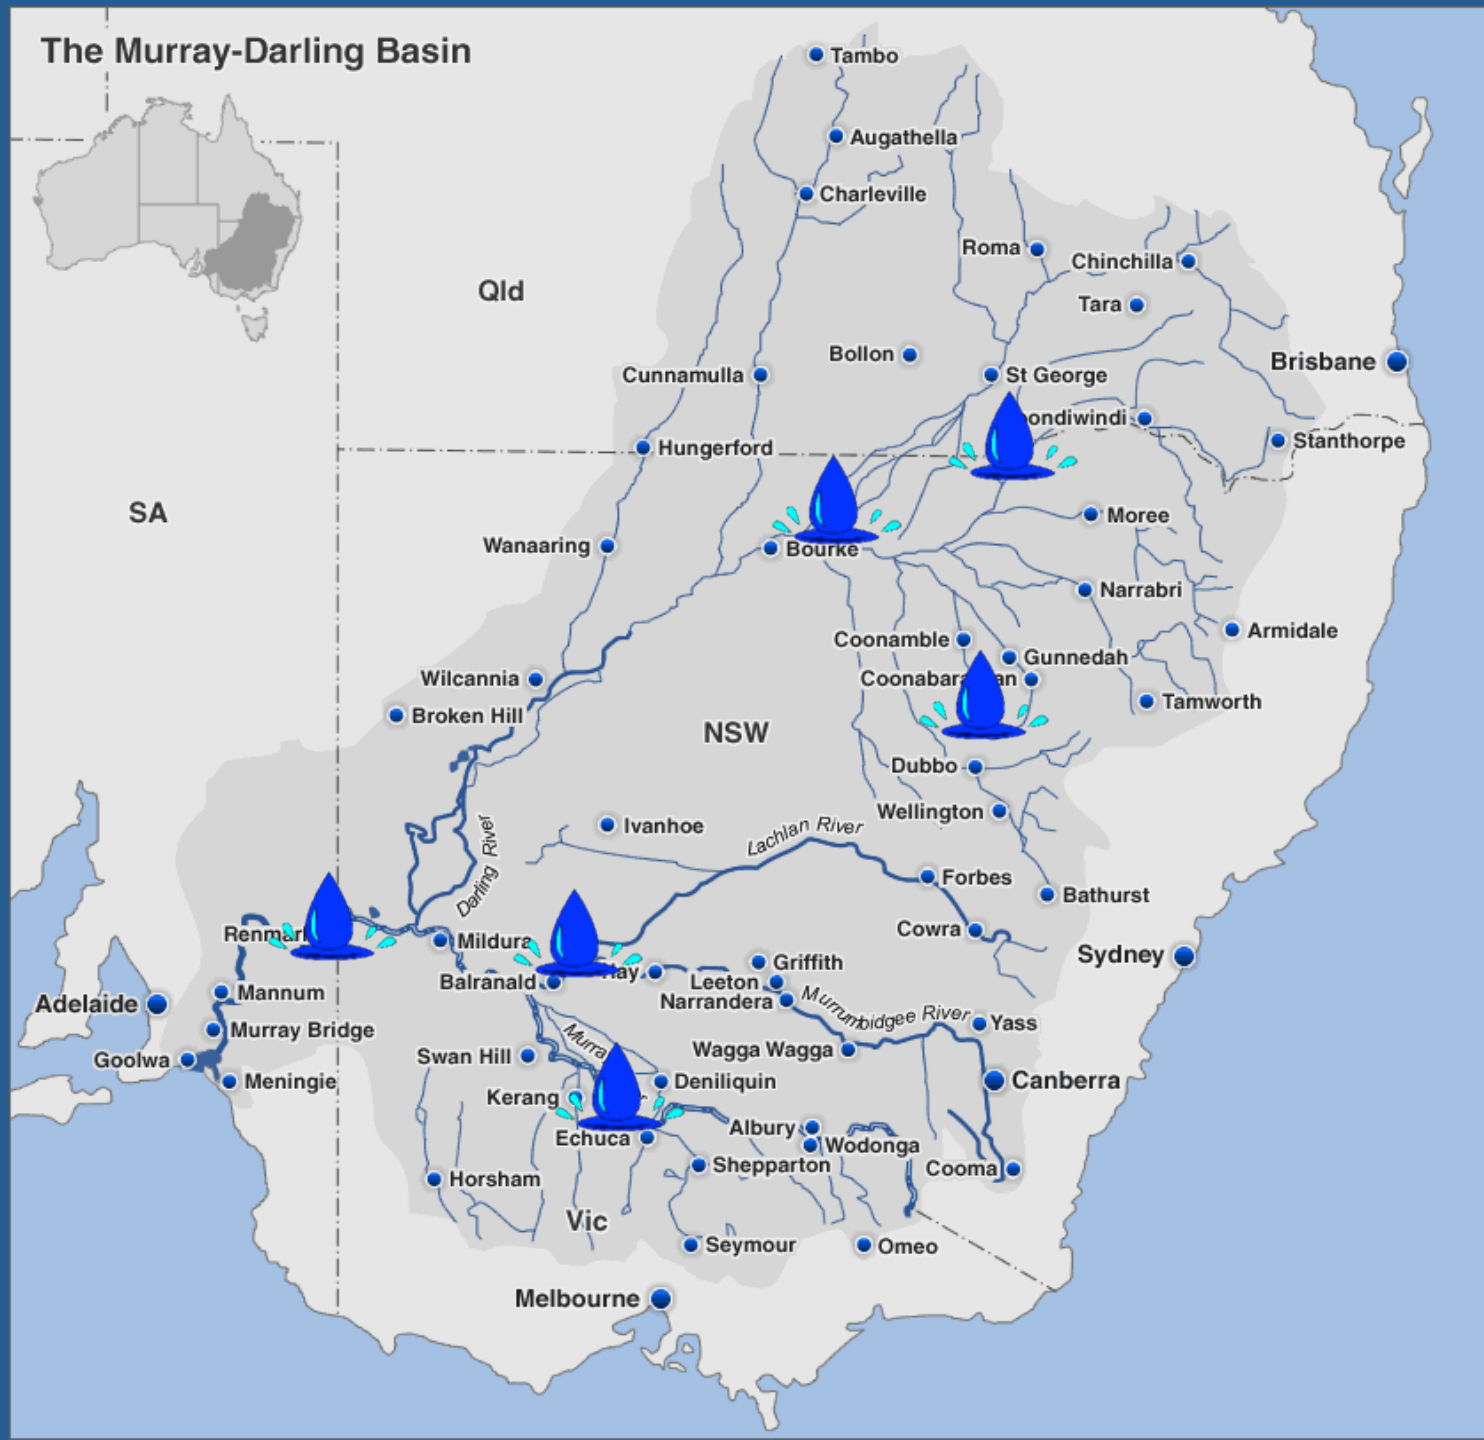 The Murray-Darling Basin
Tambo
Augathella
Charleville
Roma
Chinchilla
Qld
Tara
Bollon
Brisbane
Cunnamulla
St George
ondiwindi
Stanthorpe
Hungerford
SA
Moree
Wanaaring
Bourke
Narrabri
Armidale
Coonamble
Gunnedah
Wilcannia
Tamworth
Broken Hill
NSW
Dubbo
Wellington
Ivanhoe
Lachlan River
Darling River
Forbes
Bathurst
Cowra
Mildura
Sydney
Griffith
Balranald
Hay
Leeton
Mannum
Narrandera
Adelaide
Murray Bridge
Murrumbidgee River
Yass
Wagga Wagga
Swan Hill
Goolwa
Meningie
Deniliquin
Canberra
Kerang
Albury
Echuca
Wodonga
Shepparton
Cooma
Horsham
Vic
Seymour
Omeo
Melbourne